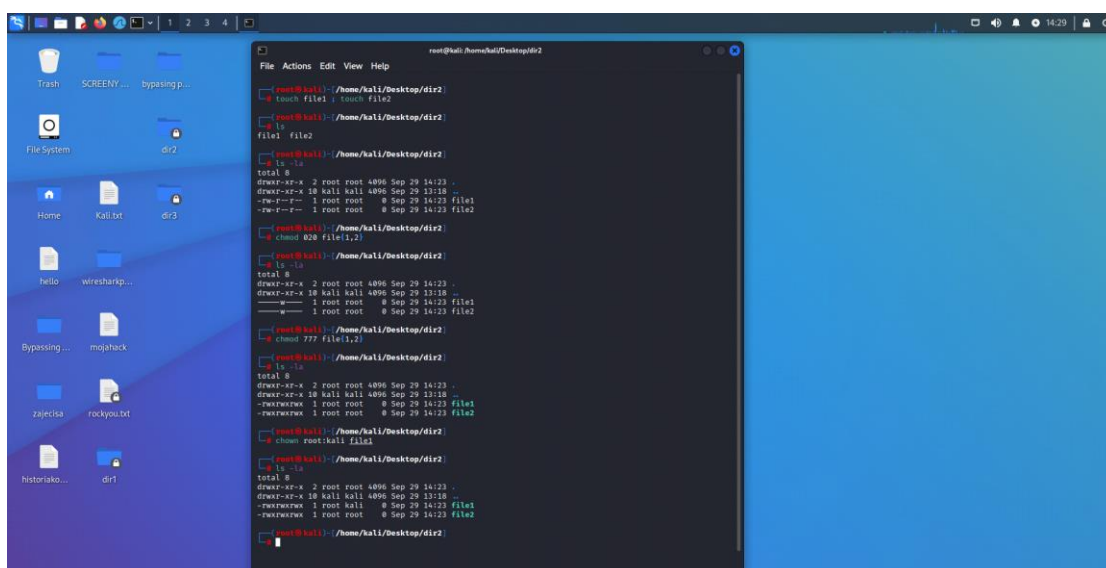 1 2 3 4
14:29
Trash
SCREENY ...
bypasing p...
File System
dir2
Home
Kali.txt
dir3
hello
wiresharkp...
Bypassing ...
mojahack
zajecisa
rockyou.txt
historiako...
dir1
root@kali: /home/kali/Desktop/dir2
File Actions Edit View Help
┌──(root㉿kali)-[/home/kali/Desktop/dir2]
└─# touch file1 ; touch file2
┌──(root㉿kali)-[/home/kali/Desktop/dir2]
└─# ls
file1 file2
┌──(root㉿kali)-[/home/kali/Desktop/dir2]
└─# ls -la
total 8
drwxr-xr-x 2 root root 4096 Sep 29 14:23 .
drwxr-xr-x 10 kali kali 4096 Sep 29 13:18 ..
-rw-r--r-- 1 root root 0 Sep 29 14:23 file1
-rw-r--r-- 1 root root 0 Sep 29 14:23 file2
┌──(root㉿kali)-[/home/kali/Desktop/dir2]
└─# chmod 020 file{1,2}
┌──(root㉿kali)-[/home/kali/Desktop/dir2]
└─# ls -la
total 8
drwxr-xr-x 2 root root 4096 Sep 29 14:23 .
drwxr-xr-x 10 kali kali 4096 Sep 29 13:18 ..
-----w---- 1 root root 0 Sep 29 14:23 file1
-----w---- 1 root root 0 Sep 29 14:23 file2
┌──(root㉿kali)-[/home/kali/Desktop/dir2]
└─# chmod 777 file{1,2}
┌──(root㉿kali)-[/home/kali/Desktop/dir2]
└─# ls -la
total 8
drwxr-xr-x 2 root root 4096 Sep 29 14:23 .
drwxr-xr-x 10 kali kali 4096 Sep 29 13:18 ..
-rwxrwxrwx 1 root root 0 Sep 29 14:23 file1
-rwxrwxrwx 1 root root 0 Sep 29 14:23 file2
┌──(root㉿kali)-[/home/kali/Desktop/dir2]
└─# chown root:kali file1
┌──(root㉿kali)-[/home/kali/Desktop/dir2]
└─# ls -la
total 8
drwxr-xr-x 2 root root 4096 Sep 29 14:23 .
drwxr-xr-x 10 kali kali 4096 Sep 29 13:18 ..
-rwxrwxrwx 1 root kali 0 Sep 29 14:23 file1
-rwxrwxrwx 1 root root 0 Sep 29 14:23 file2
┌──(root㉿kali)-[/home/kali/Desktop/dir2]
└─#